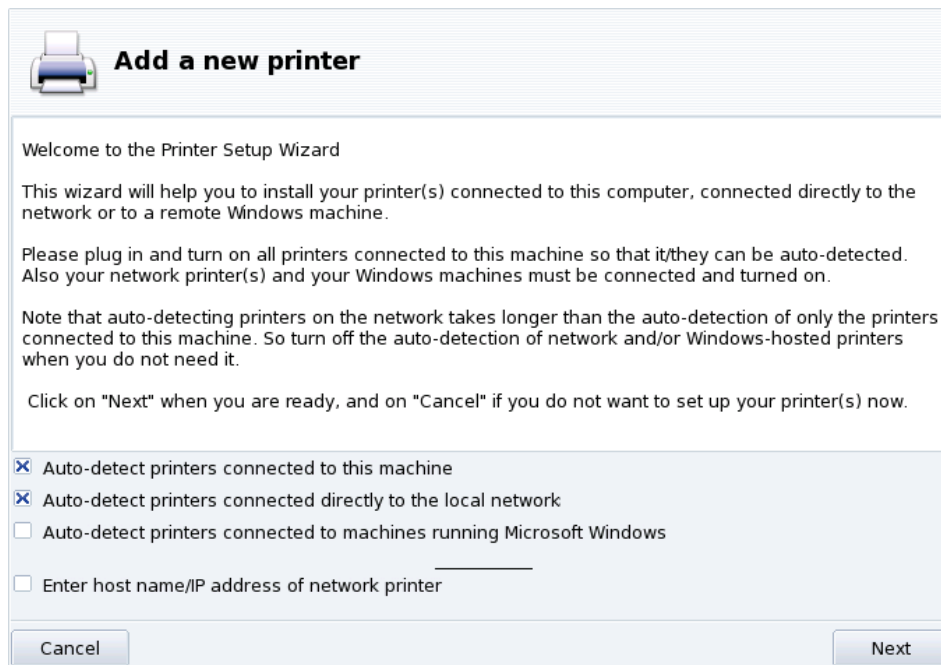 Add a new printer
Welcome to the Printer Setup Wizard
This wizard will help you to install your printer(s) connected to this computer, connected directly to the
network or to a remote Windows machine.
Please plug in and turn on all printers connected to this machine so that it/they can be auto-detected.
Also your network printer(s) and your Windows machines must be connected and turned on.
Note that auto-detecting printers on the network takes longer than the auto-detection of only the printers
connected to this machine. So turn off the auto-detection of network and/or Windows-hosted printers
when you do not need it.
Click on "Next" when you are ready, and on "Cancel" if you do not want to set up your printer(s) now.
Auto-detect printers connected to this machine
Auto-detect printers connected directly to the local network
Auto-detect printers connected to machines running Microsoft Windows
Enter host name/IP address of network printer
Cancel
Next